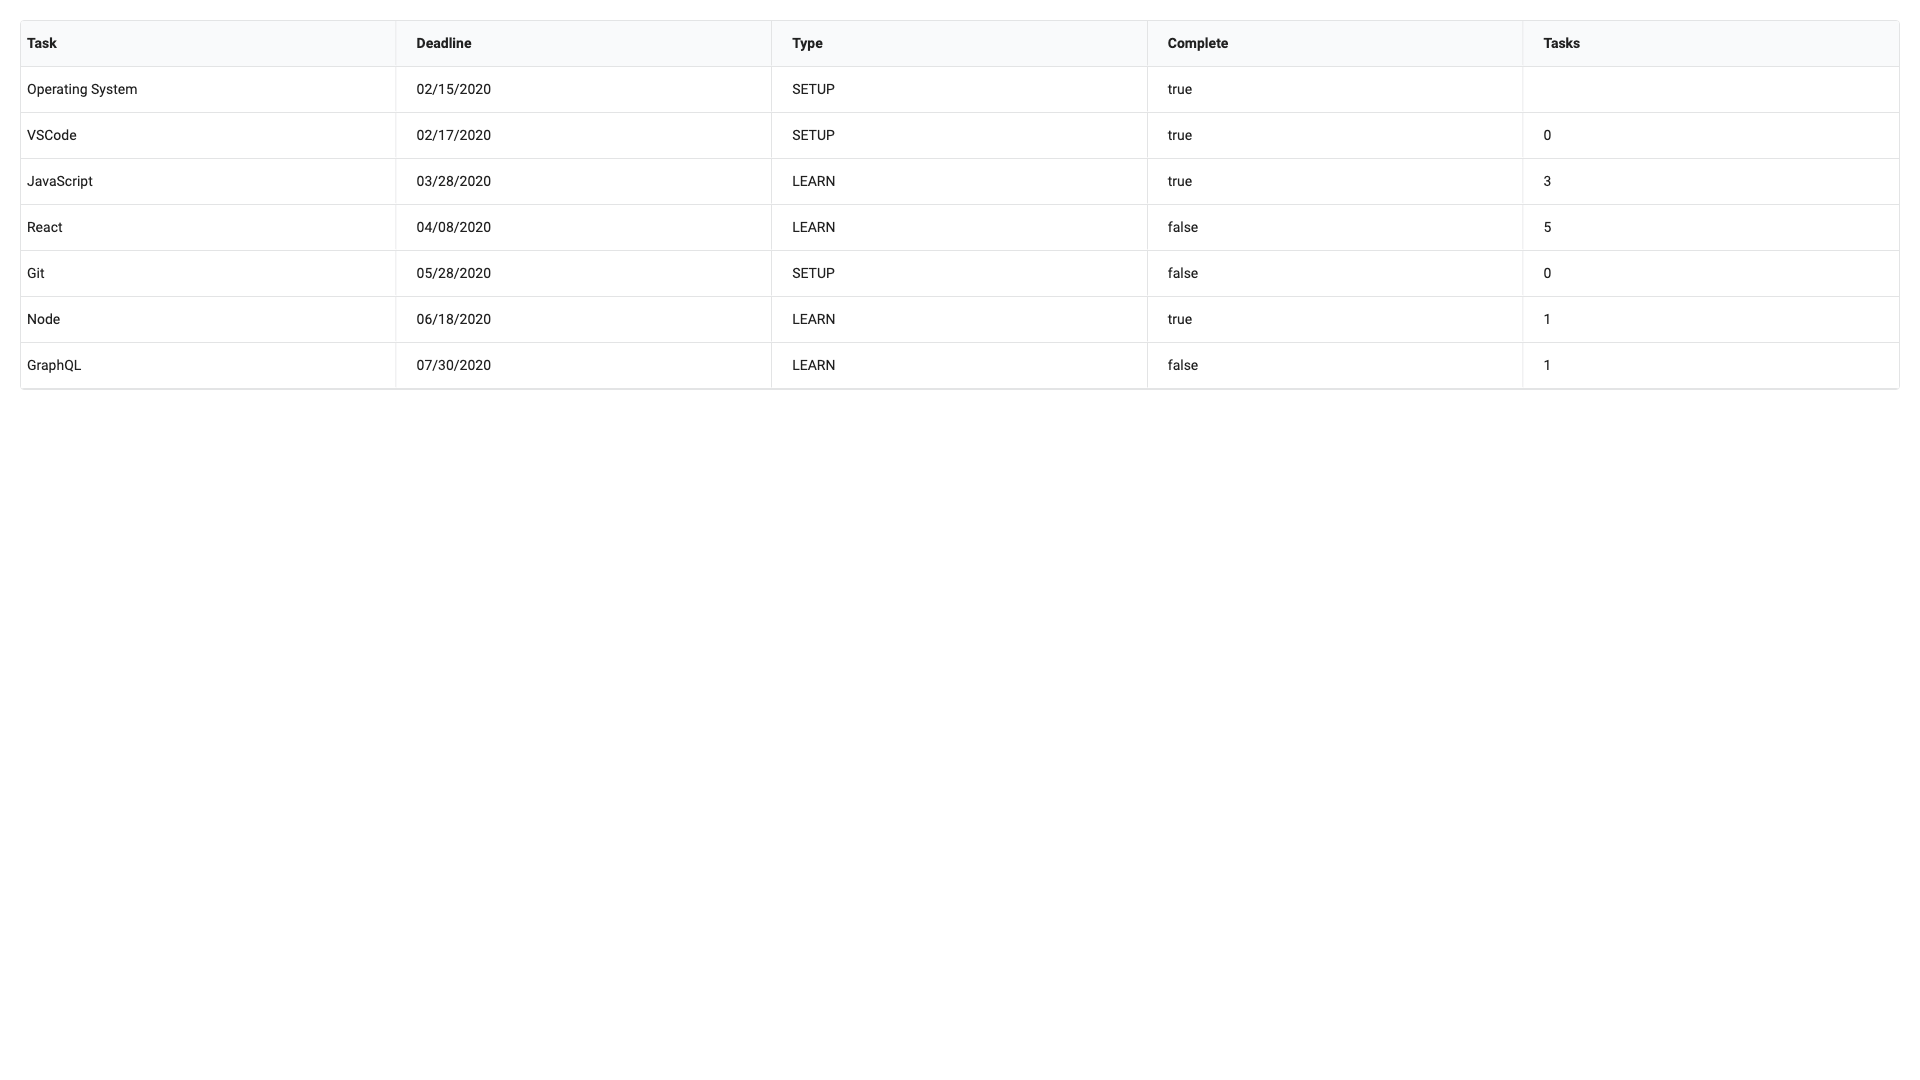 Task Deadline Type Complete Tasks
Operating System 02/15/2020 SETUP true
VSCode 02/17/2020 SETUP true 0
JavaScript 03/28/2020 LEARN true 3
React 04/08/2020 LEARN false 5
Git 05/28/2020 SETUP false 0
Node 06/18/2020 LEARN true 1
GraphQL 07/30/2020 LEARN false 1